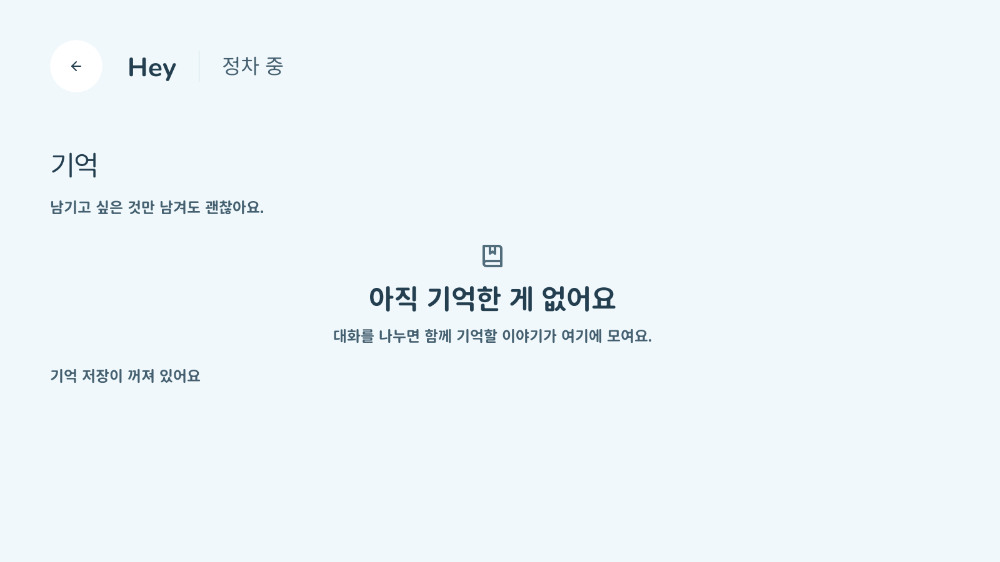 Hey
정차 중
기억
남기고 싶은 것만 남겨도 괜찮아요.
아직 기억한 게 없어요
대화를 나누면 함께 기억할 이야기가 여기에 모여요.
기억 저장이 꺼져 있어요